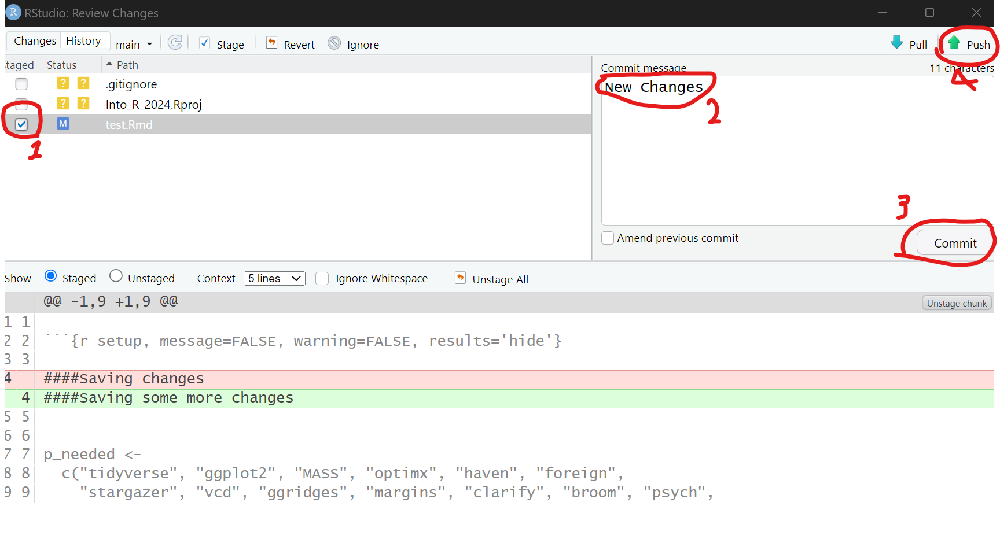 R RStudio: Review Changes
Changes History main Stage Revert Ignore Pull Push
Staged Status Path
Commit message 11 characters
4
? ? .gitignore
New Changes
? ? Into_R_2024.Rproj
2
M test.Rmd
1
3
Amend previous commit
Commit
Show Staged Unstaged Context 5 lines Ignore Whitespace Unstage All
@@ -1,9 +1,9 @@ Unstage chunk
1 1
2 2 ```{r setup, message=FALSE, warning=FALSE, results='hide'}
3 3
4 ####Saving changes
4 ####Saving some more changes
5 5
6 6
7 7 p_needed <-
8 8 c("tidyverse", "ggplot2", "MASS", "optimx", "haven", "foreign",
9 9 "stargazer", "vcd", "ggridges", "margins", "clarify", "broom", "psych",